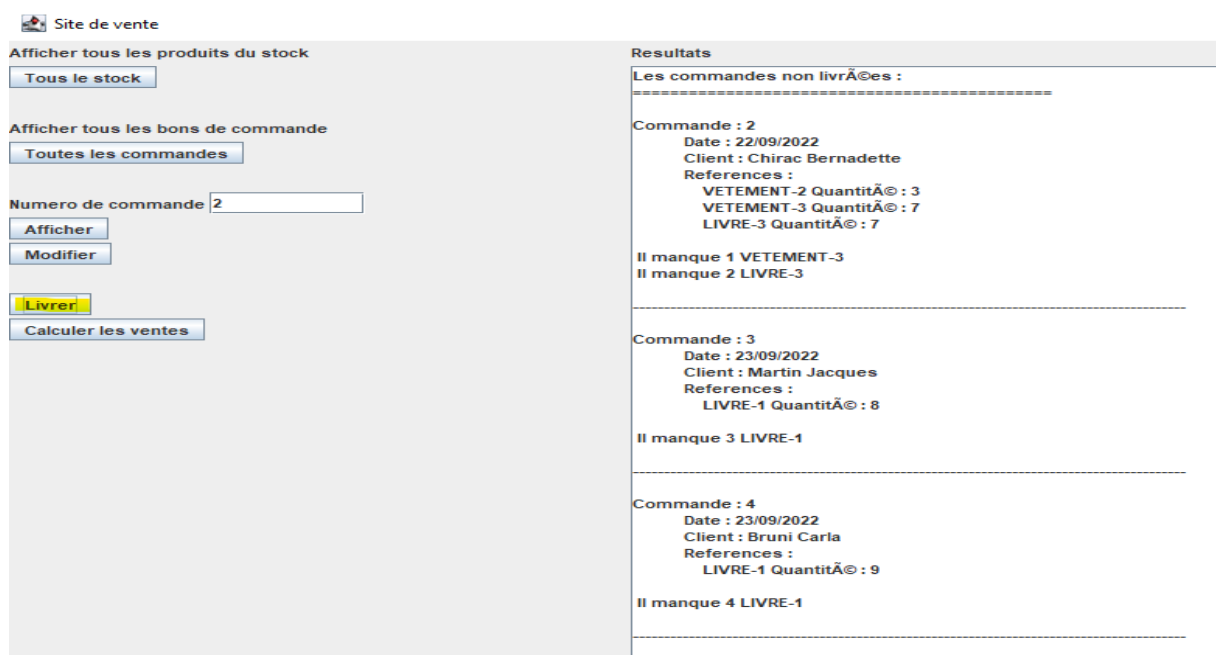 Site de vente
Afficher tous les produits du stock
Tous le stock
Afficher tous les bons de commande
Toutes les commandes
Numero de commande 2
Afficher
Modifier
Livrer
Calculer les ventes
Resultats
Les commandes non livrÃ©es :
=============================================
Commande : 2
Date : 22/09/2022
Client : Chirac Bernadette
References :
VETEMENT-2 QuantitÃ© : 3
VETEMENT-3 QuantitÃ© : 7
LIVRE-3 QuantitÃ© : 7
Il manque 1 VETEMENT-3
Il manque 2 LIVRE-3
--------------------------------------------------------------------------------------------
Commande : 3
Date : 23/09/2022
Client : Martin Jacques
References :
LIVRE-1 QuantitÃ© : 8
Il manque 3 LIVRE-1
--------------------------------------------------------------------------------------------
Commande : 4
Date : 23/09/2022
Client : Bruni Carla
References :
LIVRE-1 QuantitÃ© : 9
Il manque 4 LIVRE-1
--------------------------------------------------------------------------------------------